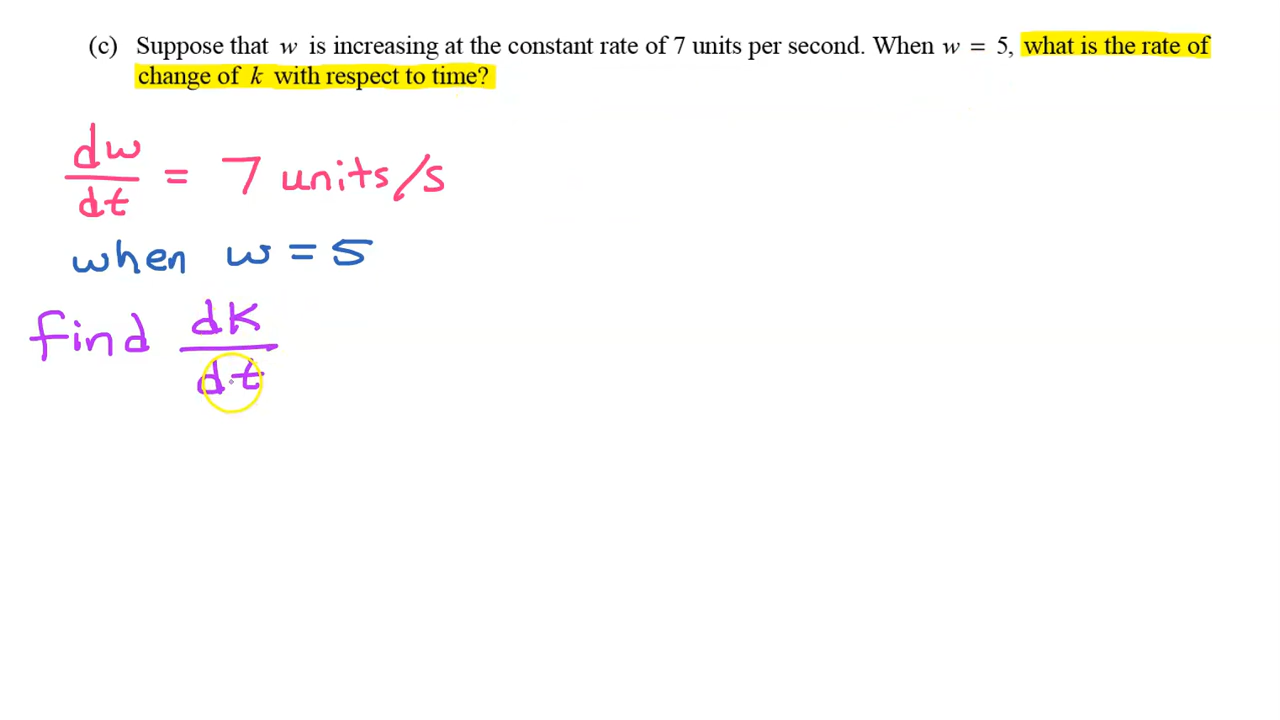 (c) Suppose that w is increasing at the constant rate of 7 units per second. When w = 5, what is the rate of
change of k with respect to time?
dw/dt = 7 units/s
when w = 5
find dk/dt